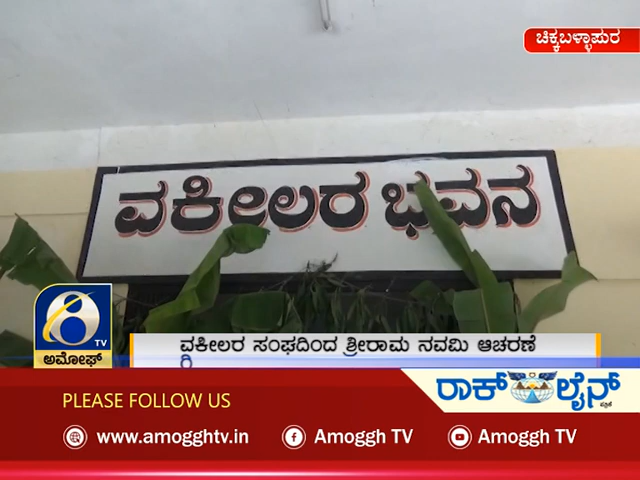 ಚಿಕ್ಕಬಳ್ಳಾಪುರ
ವಕೀಲರ ಭವನ
TV
ಅಮೋಘ್
ವಕೀಲರ ಸಂಘದಿಂದ ಶ್ರೀರಾಮ ನವಮಿ ಆಚರಣೆ
PLEASE FOLLOW US
ರಾಕ್ ಲೈನ್
www.amogghtv.in
Amoggh TV
Amoggh TV